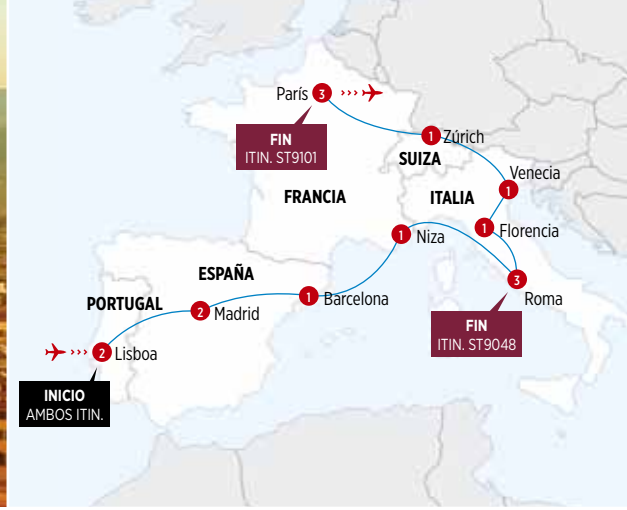 París
3
FIN
ITIN. ST9101
1
Zúrich
SUIZA
Venecia
1
FRANCIA
ITALIA
1
Florencia
1
Niza
ESPAÑA
3
Roma
1
Barcelona
PORTUGAL
2
Madrid
FIN
ITIN. ST9048
2
Lisboa
INICIO
AMBOS ITIN.